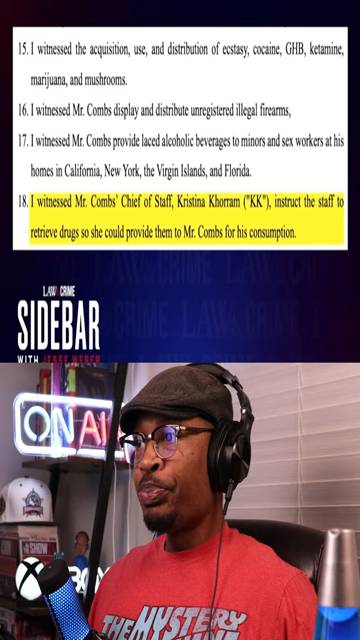 15. I witnessed the acquisition, use, and distribution of ecstasy, cocaine, GHB, ketamine,
marijuana, and mushrooms.
16. I witnessed Mr. Combs display and distribute unregistered illegal firearms,
17. I witnessed Mr. Combs provide laced alcoholic beverages to minors and sex workers at his
homes in California, New York, the Virgin Islands, and Florida.
18. I witnessed Mr. Combs' Chief of Staff, Kristina Khorram ("KK"), instruct the staff to
retrieve drugs so she could provide them to Mr. Combs for his consumption.
LAW&CRIME
SIDEBAR
WITH JESSE WEBER
ON AI
SHOW
THE MYSTERY